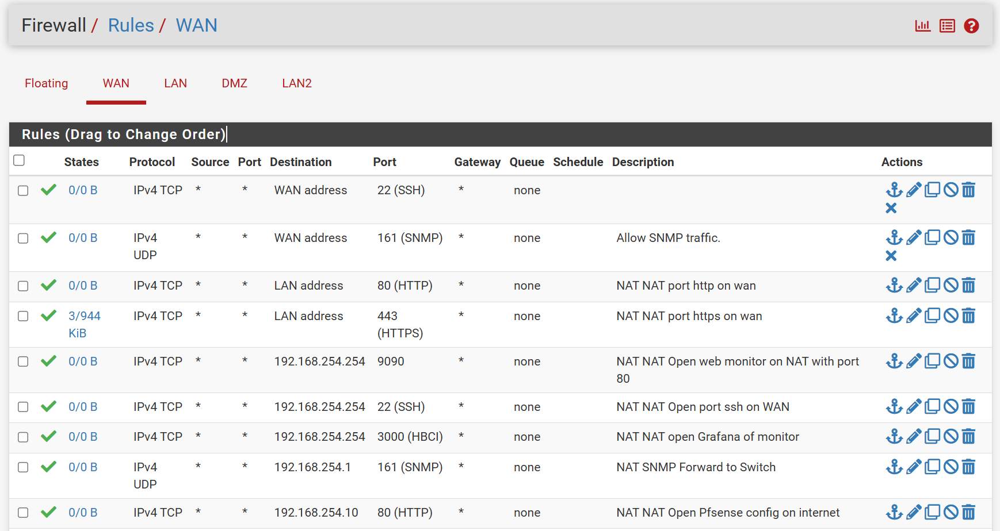 Firewall / Rules / WAN
Floating WAN LAN DMZ LAN2
Rules (Drag to Change Order)
States Protocol Source Port Destination Port Gateway Queue Schedule Description Actions
0/0 B IPv4 TCP * * WAN address 22 (SSH) * none
0/0 B IPv4 * * WAN address 161 (SNMP) * none Allow SNMP traffic.
UDP
0/0 B IPv4 TCP * * LAN address 80 (HTTP) * none NAT NAT port http on wan
3/944 IPv4 TCP * * LAN address 443 * none NAT NAT port https on wan
KiB (HTTPS)
0/0 B IPv4 TCP * * 192.168.254.254 9090 * none NAT NAT Open web monitor on NAT with port
80
0/0 B IPv4 TCP * * 192.168.254.254 22 (SSH) * none NAT NAT Open port ssh on WAN
0/0 B IPv4 TCP * * 192.168.254.254 3000 (HBCI) * none NAT NAT open Grafana of monitor
0/0 B IPv4 * * 192.168.254.1 161 (SNMP) * none NAT SNMP Forward to Switch
UDP
0/0 B IPv4 TCP * * 192.168.254.10 80 (HTTP) * none NAT NAT Open Pfsense config on internet